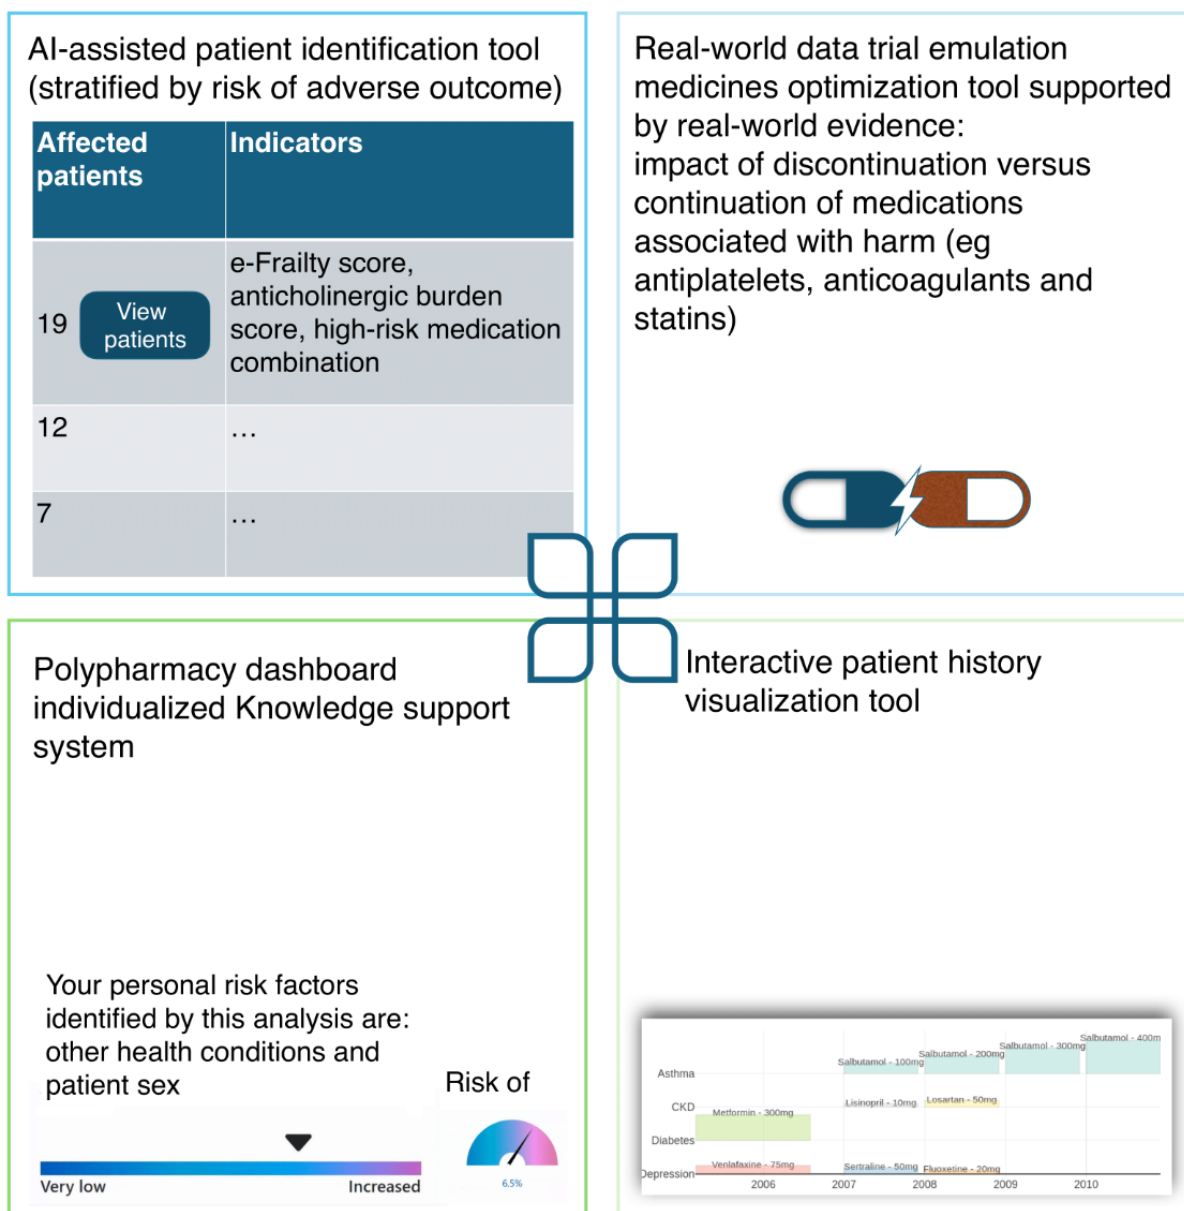 AI-assisted patient identification tool
(stratified by risk of adverse outcome)
Affected
patients
Indicators
19
View
patients
e-Frailty score,
anticholinergic burden
score, high-risk medication
combination
12
...
7
...
Real-world data trial emulation
medicines optimization tool supported
by real-world evidence:
impact of discontinuation versus
continuation of medications
associated with harm (eg
antiplatelets, anticoagulants and
statins)
Polypharmacy dashboard
individualized Knowledge support
system
Your personal risk factors
identified by this analysis are:
other health conditions and
patient sex
Very low
Increased
Risk of
6.5%
Interactive patient history
visualization tool
Asthma
Salbutamol - 100mg
Salbutamol - 200mg
Salbutamol - 300mg
Salbutamol - 400m
CKD
Lisinopril - 10mg
Losartan - 50mg
Metformin - 300mg
Diabetes
Depression
Venlafaxine - 75mg
Sertraline - 50mg
Fluoxetine - 20mg
2006
2007
2008
2009
2010